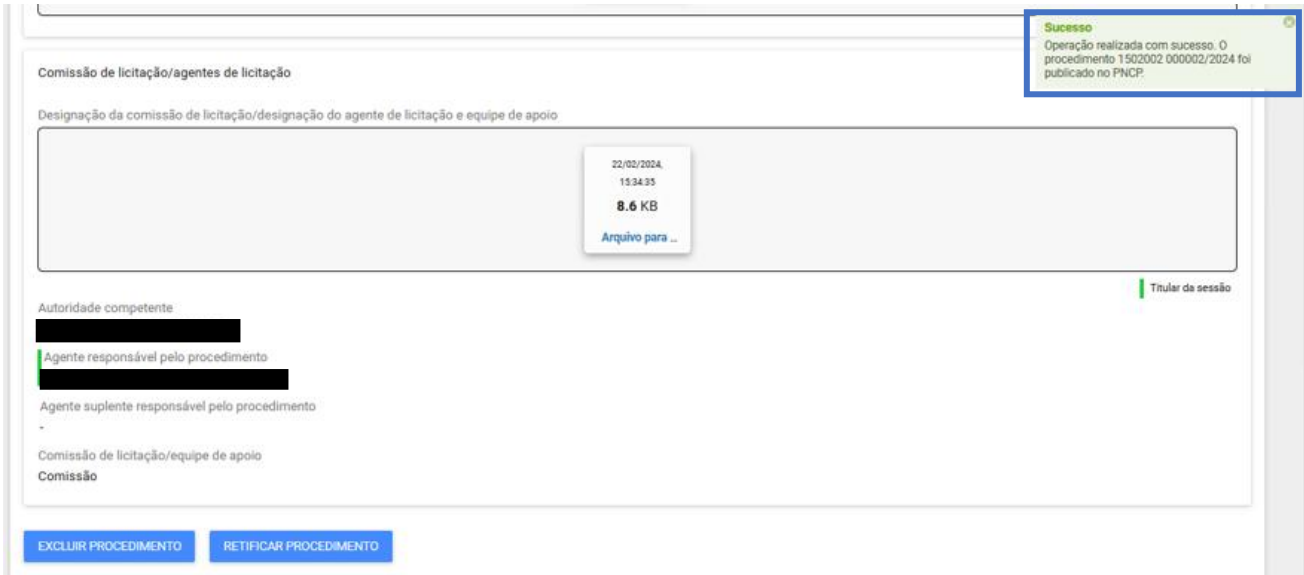 Sucesso
Operação realizada com sucesso. O
procedimento 1502002 000002/2024 foi
publicado no PNCP.
Comissão de licitação/agentes de licitação
Designação da comissão de licitação/designação do agente de licitação e equipe de apoio
22/02/2024,
15:34:35
8.6 KB
Arquivo para ...
Titular da sessão
Autoridade competente
Agente responsável pelo procedimento
Agente suplente responsável pelo procedimento
-
Comissão de licitação/equipe de apoio
Comissão
EXCLUIR PROCEDIMENTO
RETIFICAR PROCEDIMENTO